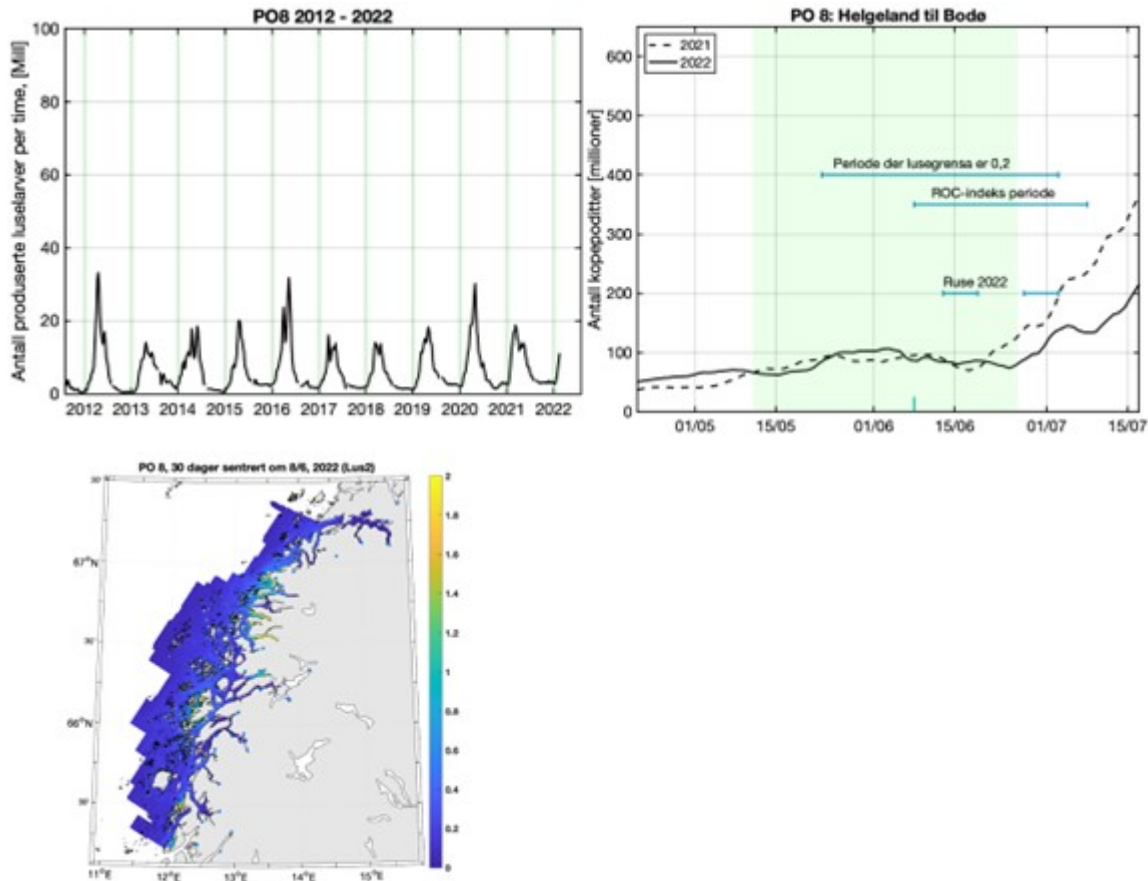 PO8 2012 - 2022
Antall produserte luselarver per time, [Mill]
100
80
60
40
20
0
2012 2013 2014 2015 2016 2017 2018 2019 2020 2021 2022
PO 8: Helgeland til Bodø
2021
2022
Antall kopepoditter [millioner]
600
500
400
300
200
100
0
Periode der lusegrensa er 0,2
ROC-indeks periode
Ruse 2022
01/05 15/05 01/06 15/06 01/07 15/07
PO 8, 30 dager sentrert om 8/6, 2022 (Lus2)
30'
67°N
30'
66°N
30'
11°E 12°E 13°E 14°E 15°E
2
1.8
1.6
1.4
1.2
1
0.8
0.6
0.4
0.2
0